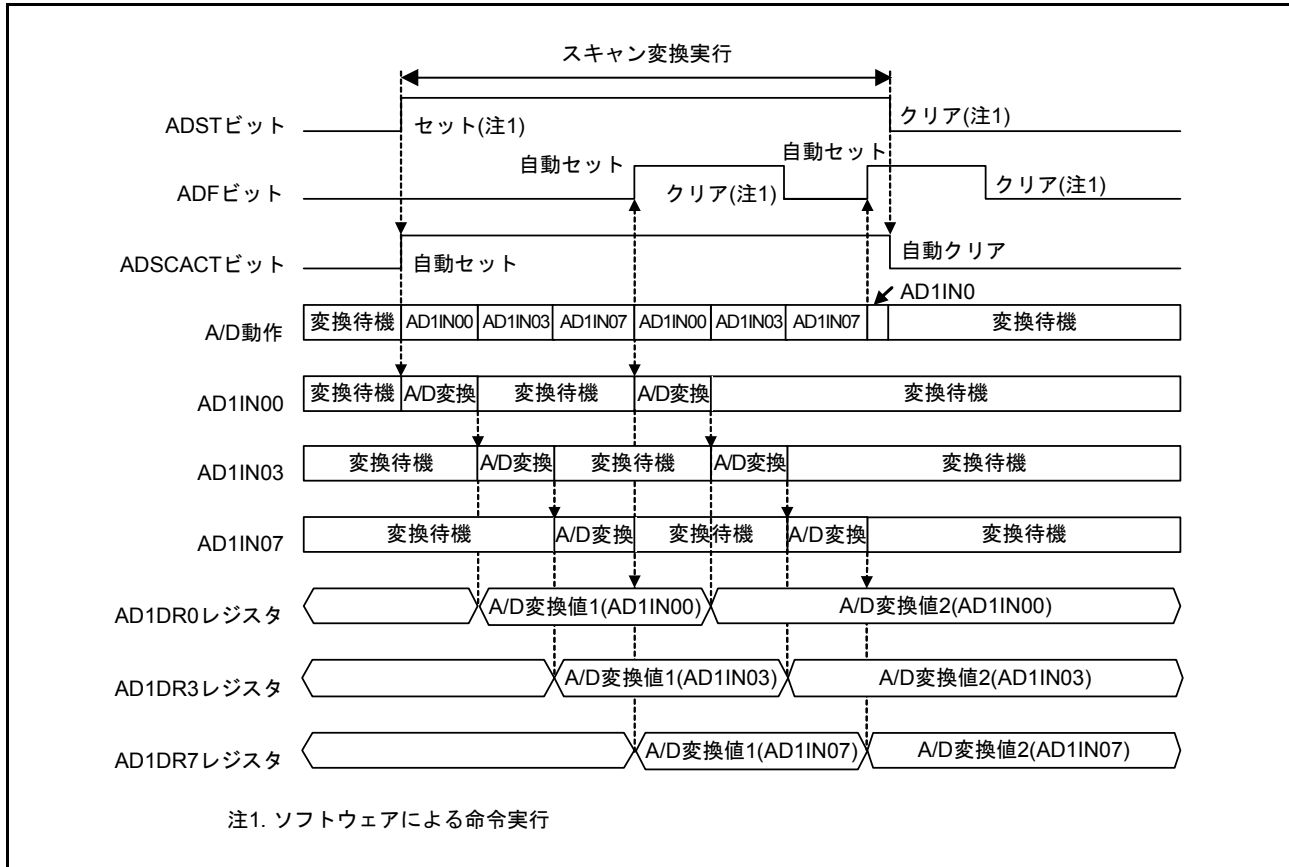 スキャン変換実行
ADSTビット
セット(注1)
クリア(注1)
自動セット
自動セット
ADFビット
クリア(注1)
クリア(注1)
ADSCACTビット
自動セット
自動クリア
AD1IN0
A/D動作
変換待機
AD1IN00
AD1IN03
AD1IN07
AD1IN00
AD1IN03
AD1IN07
変換待機
AD1IN00
変換待機
A/D変換
変換待機
A/D変換
変換待機
AD1IN03
変換待機
A/D変換
変換待機
A/D変換
変換待機
AD1IN07
変換待機
A/D変換
変換待機
A/D変換
変換待機
AD1DR0レジスタ
A/D変換値1(AD1IN00)
A/D変換値2(AD1IN00)
AD1DR3レジスタ
A/D変換値1(AD1IN03)
A/D変換値2(AD1IN03)
AD1DR7レジスタ
A/D変換値1(AD1IN07)
A/D変換値2(AD1IN07)
注1. ソフトウェアによる命令実行